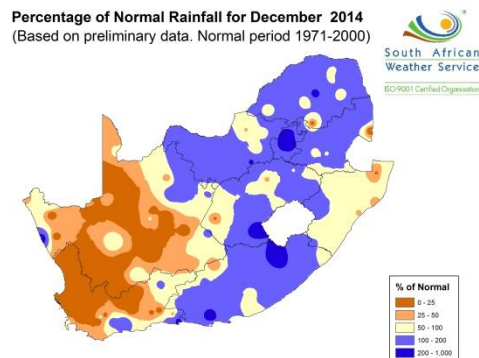 Percentage of Normal Rainfall for December 2014
(Based on preliminary data. Normal period 1971-2000)
South African
Weather Service
ISO 9001 Certified Organisation
% of Normal
0 - 25
25 - 50
50 - 100
100 - 200
200 - 1,000